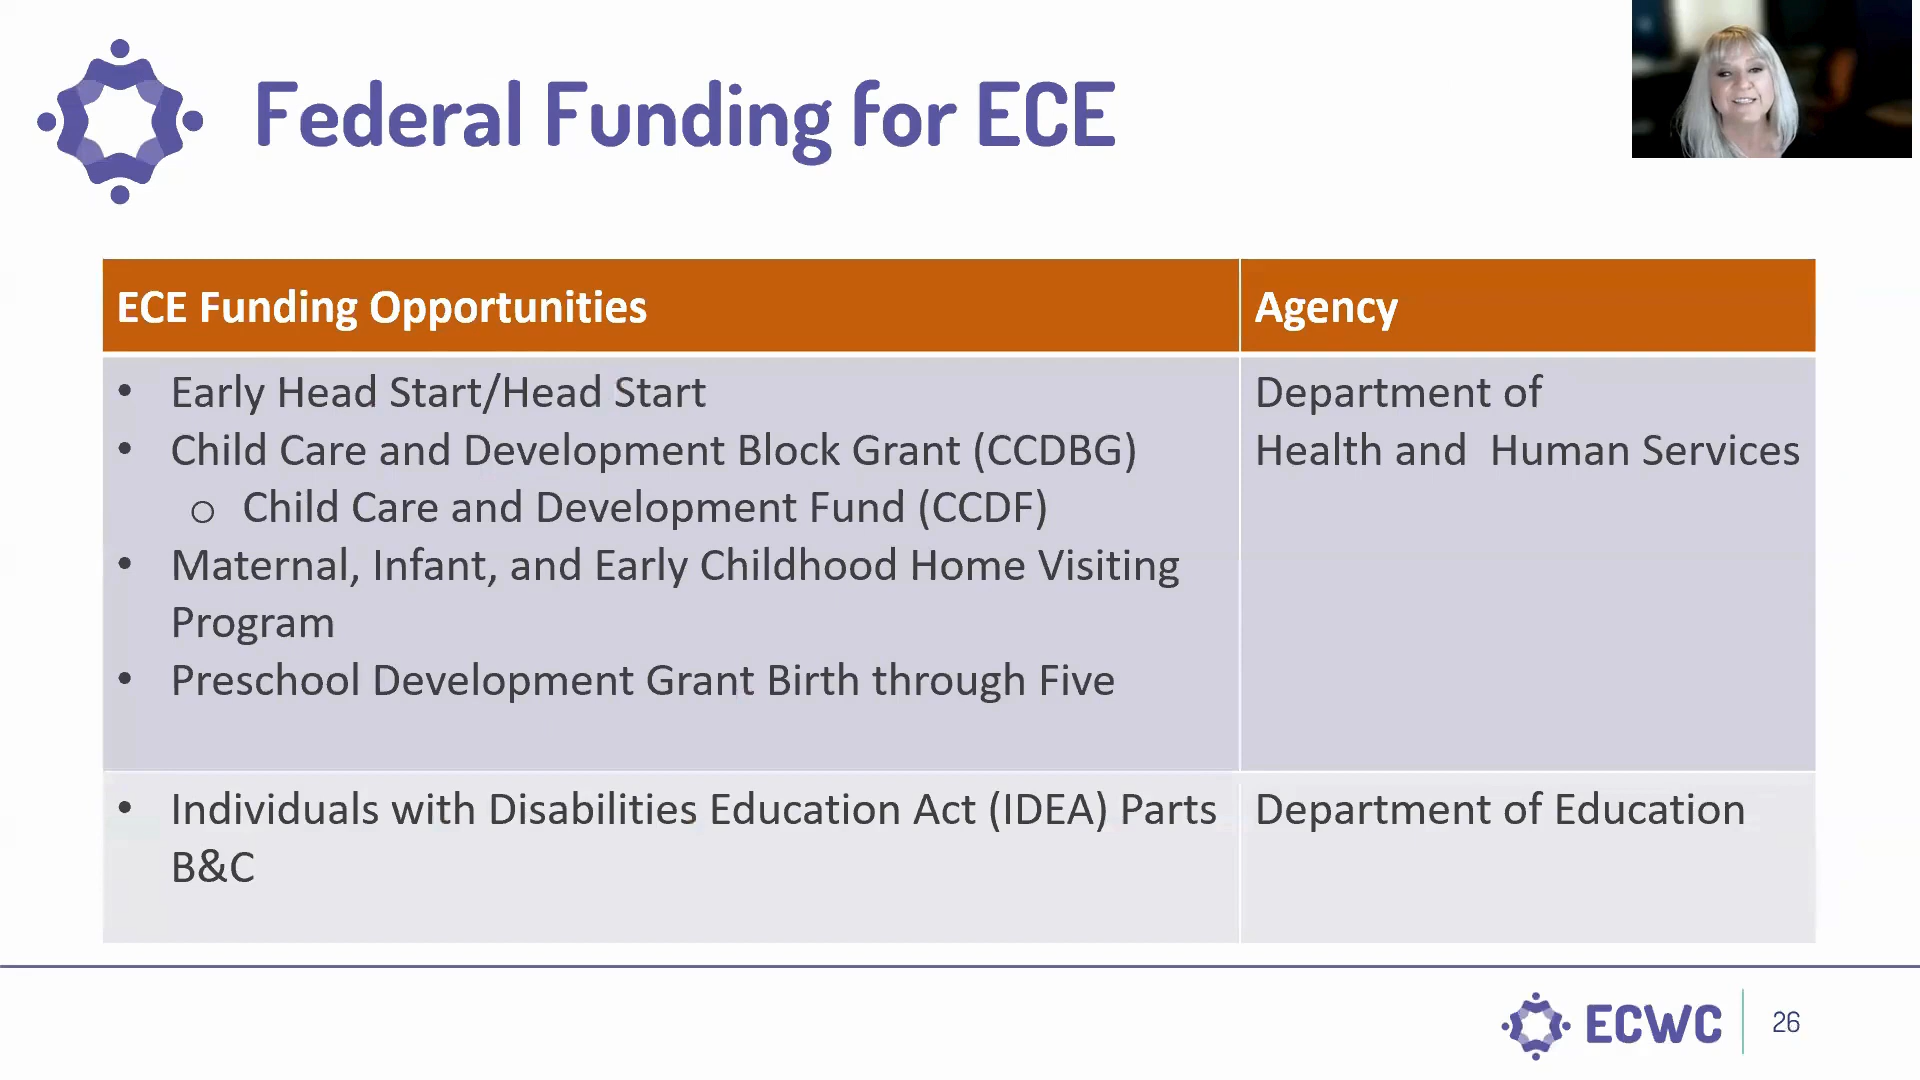 Federal Funding for ECE
ECE Funding Opportunities
Agency
• Early Head Start/Head Start
• Child Care and Development Block Grant (CCDBG)
o Child Care and Development Fund (CCDF)
• Maternal, Infant, and Early Childhood Home Visiting
Program
• Preschool Development Grant Birth through Five
Department of
Health and  Human Services
• Individuals with Disabilities Education Act (IDEA) Parts
B&C
Department of Education
ECWC
26